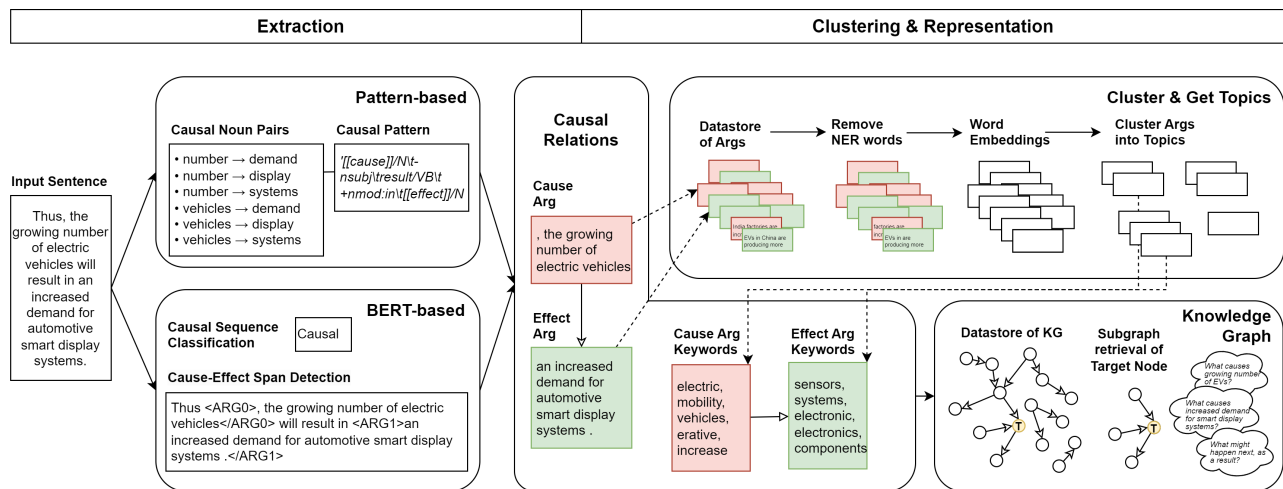 Extraction
Clustering & Representation
Input Sentence
Thus, the
growing number
of electric
vehicles will
result in an
increased
demand for
automotive
smart display
systems.
Pattern-based
Causal Noun Pairs
• number → demand
• number → display
• number → systems
• vehicles → demand
• vehicles → display
• vehicles → systems
Causal Pattern
'[[cause]]/N\t-
nsubj\tresult/VB\t
+nmod:in\t[[effect]]/N
BERT-based
Causal Sequence
Classification
Causal
Cause-Effect Span Detection
Thus <ARG0>, the growing number of electric
vehicles</ARG0> will result in <ARG1>an
increased demand for automotive smart display
systems .</ARG1>
Causal
Relations
Cause
Arg
, the growing
number of
electric vehicles
Effect
Arg
an increased
demand for
automotive
smart display
systems .
Cluster & Get Topics
Datastore
of Args
India factories are
EVs in China are
producing more
Remove
NER words
factories are
EVs in are
producing more
Word
Embeddings
Cluster Args
into Topics
Cause Arg
Keywords
electric,
mobility,
vehicles,
erative,
increase
Effect Arg
Keywords
sensors,
systems,
electronic,
electronics,
components
Knowledge
Graph
Datastore of KG
T
Subgraph
retrieval of
Target Node
T
What causes
growing number
of EVs?
What causes
increased demand
for smart display
systems?
What might
happen next, as
a result?